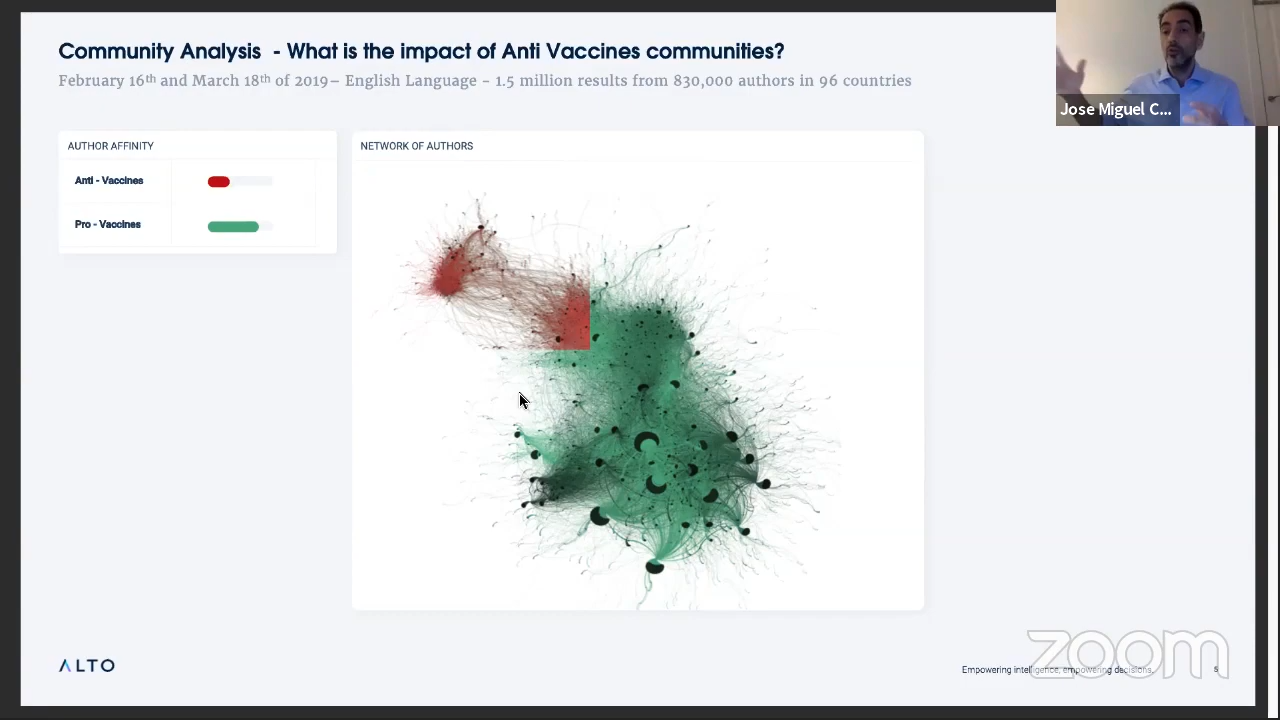 Community Analysis - What is the impact of Anti Vaccines communities?
February 16th and March 18th of 2019– English Language – 1.5 million results from 830,000 authors in 96 countries
Jose Miguel C...
AUTHOR AFFINITY
Anti - Vaccines
Pro - Vaccines
NETWORK OF AUTHORS
ALTO
Empowering intelligence, empowering decisions.
5
zoom